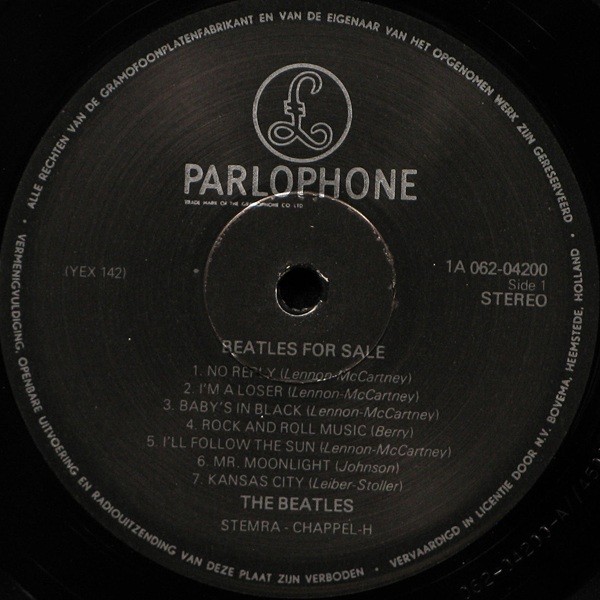 ALLE RECHTEN VAN DE GRAMOFOONPLATENFABRIKANT EN VAN DE EIGENAAR VAN HET OPGENOMEN WERK ZIJN GERESERVEERD
£
PARLOPHONE
TRADE MARK OF THE GRAMOPHONE CO LTD
(YEX 142)
1A 062-04200
Side 1
STEREO
BEATLES FOR SALE
1. NO REPLY (Lennon-McCartney)
2. I'M A LOSER (Lennon-McCartney)
3. BABY'S IN BLACK (Lennon-McCartney)
4. ROCK AND ROLL MUSIC (Berry)
5. I'LL FOLLOW THE SUN (Lennon-McCartney)
6. MR. MOONLIGHT (Johnson)
7. KANSAS CITY (Leiber-Stoller)
THE BEATLES
STEMRA - CHAPPEL-H
VERMENIGVULDIGING, OPENBARE UITVOERING EN RADIOUITZENDING VAN DEZE PLAAT ZIJN VERBODEN • VERVAARDIGD IN LICENTIE DOOR N.V. BOVEMA, HEEMSTEDE, HOLLAND